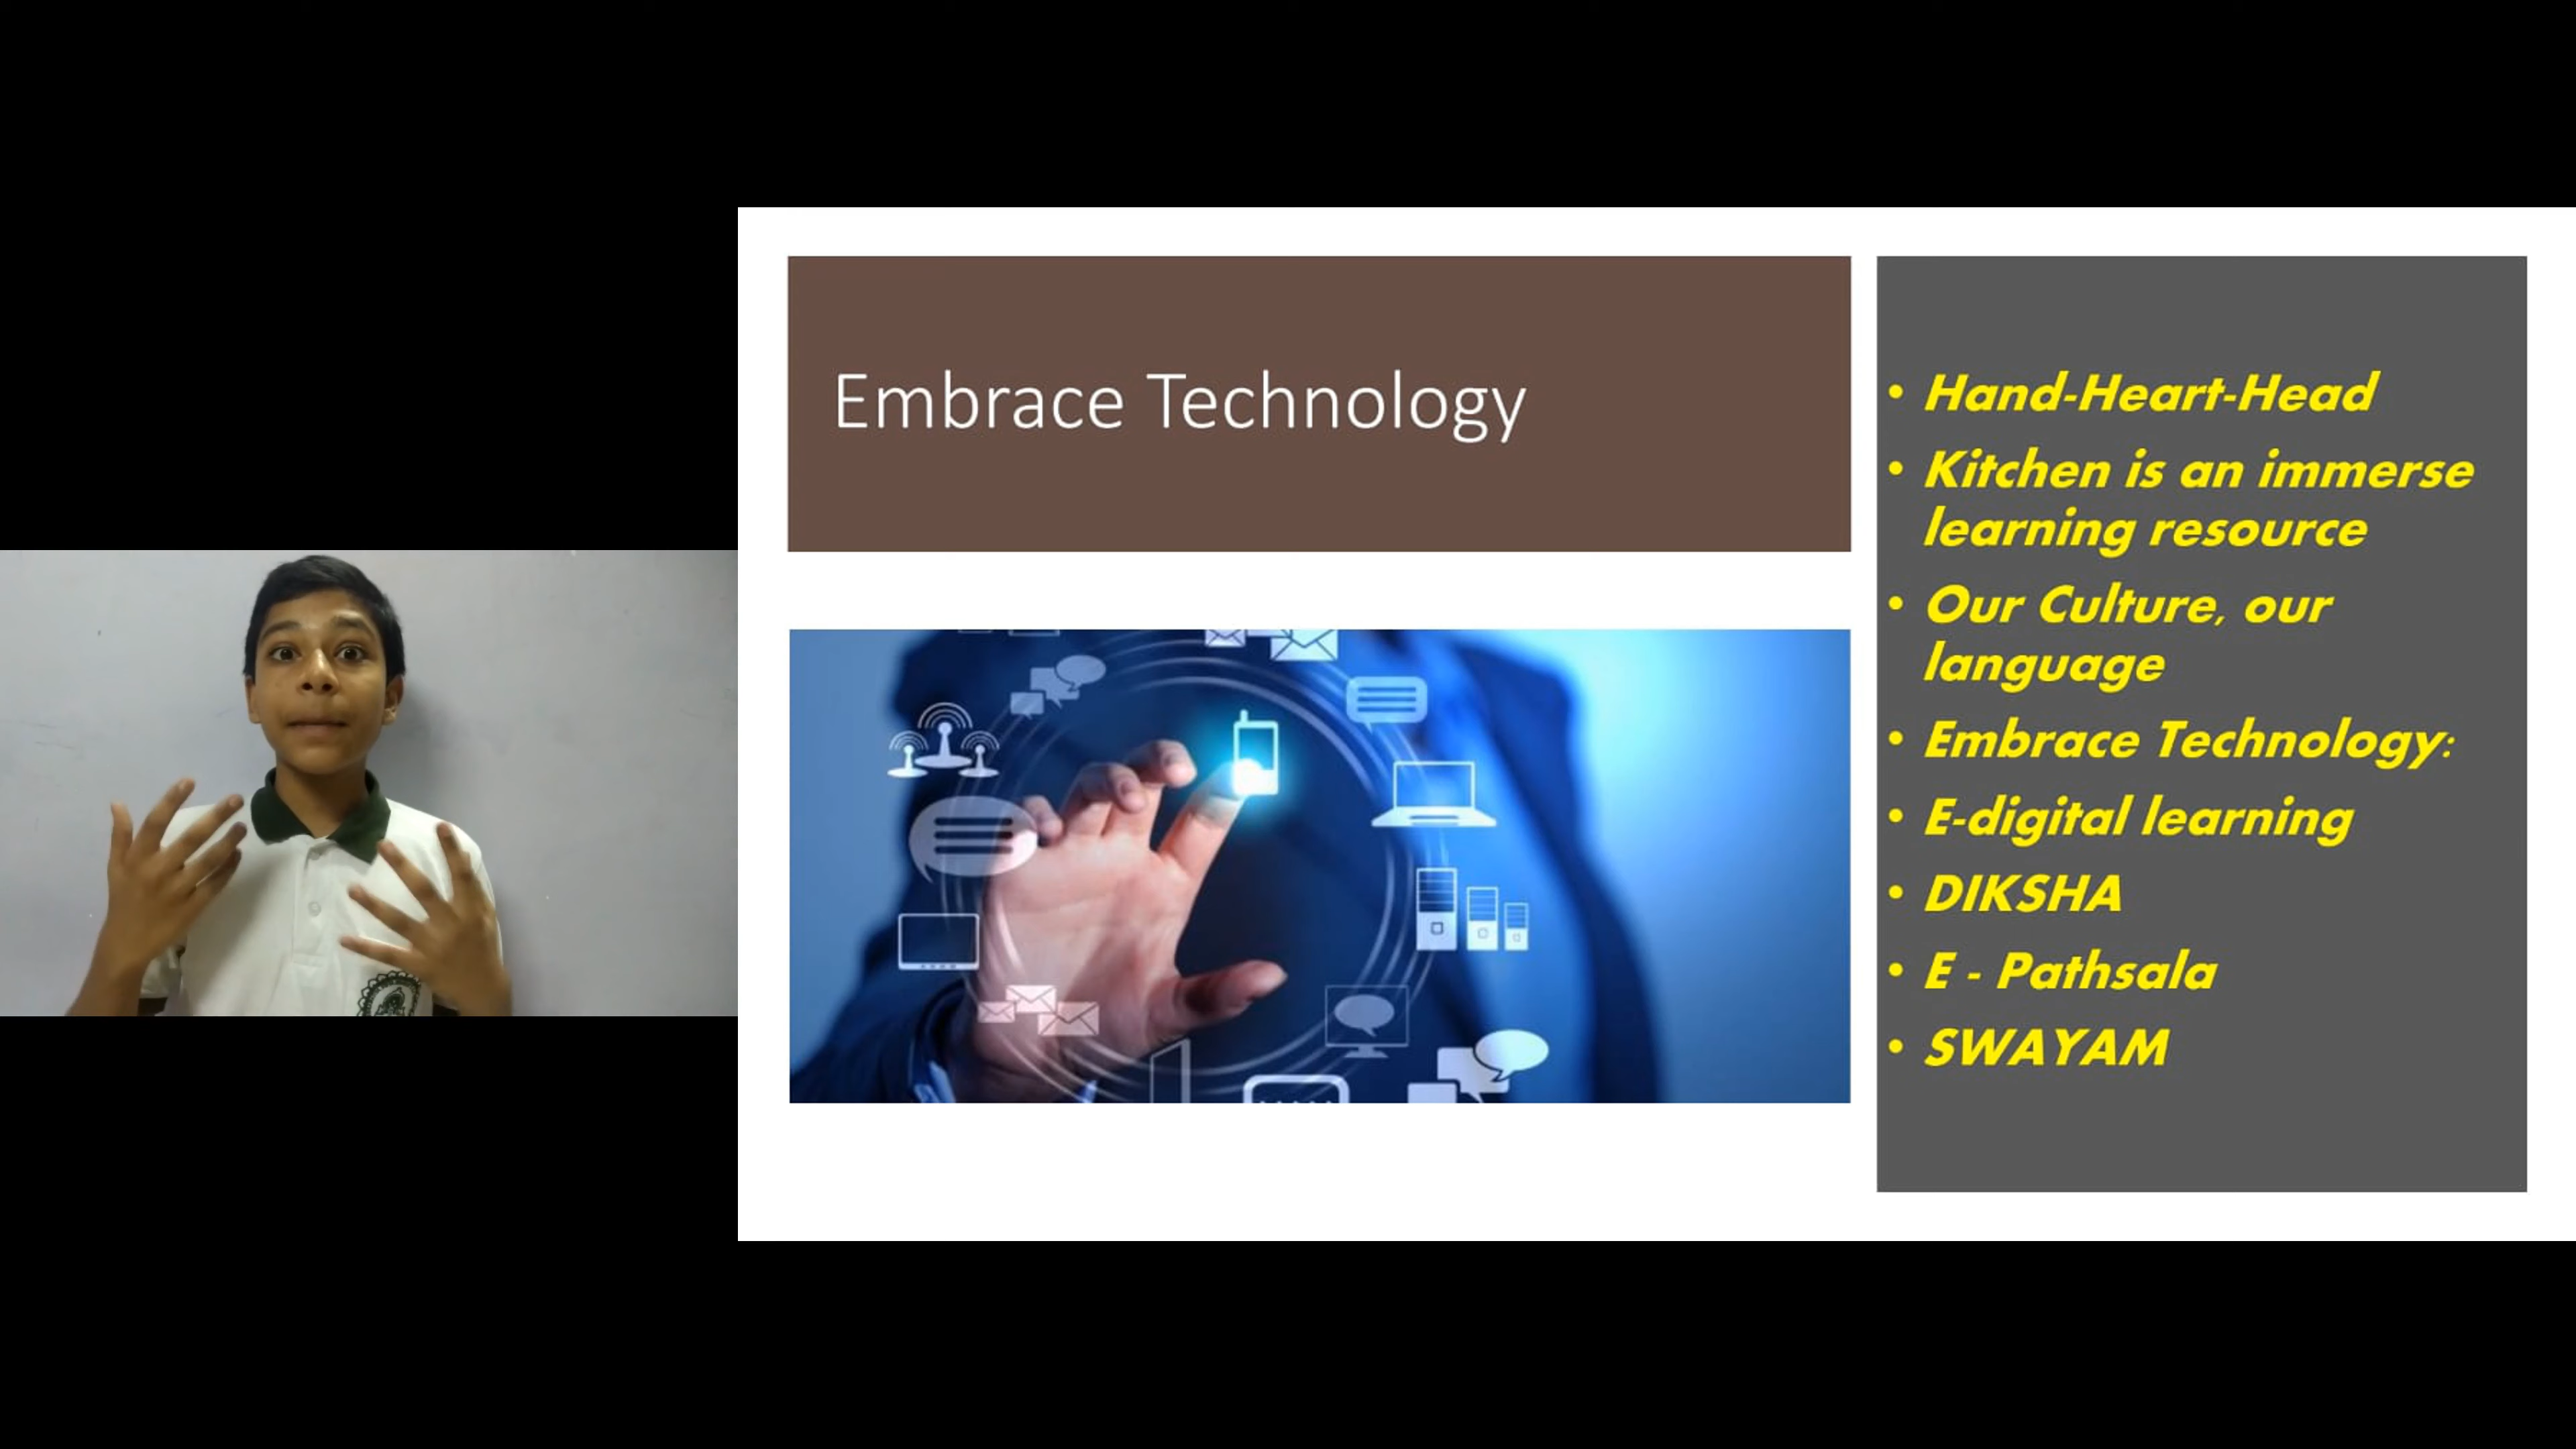 Embrace Technology
• Hand-Heart-Head
• Kitchen is an immerse
learning resource
• Our Culture, our
language
• Embrace Technology:
• E-digital learning
• DIKSHA
• E - Pathsala
• SWAYAM